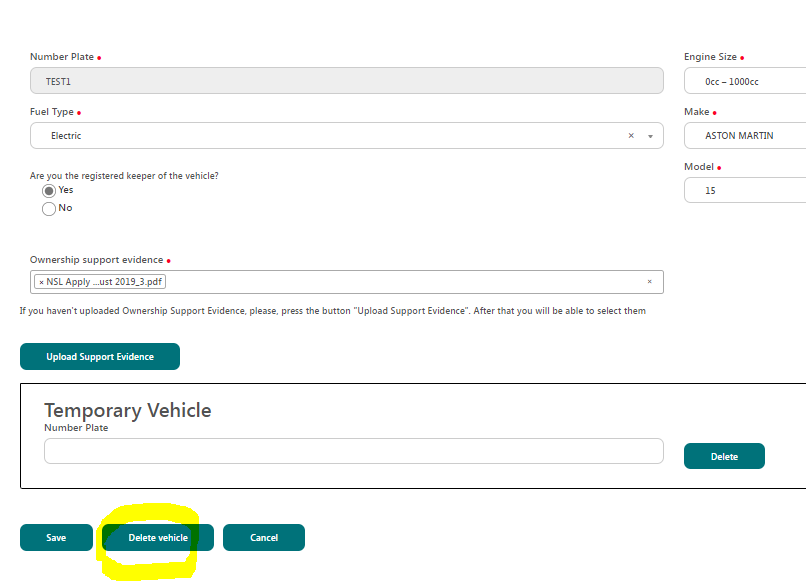 Number Plate •
TEST1
Engine Size •
0cc – 1000cc
Fuel Type •
Electric × 
Make •
ASTON MARTIN
Model •
15
Are you the registered keeper of the vehicle?
Yes
No
Ownership support evidence •
× NSL Apply ...ust 2019_3.pdf ×
If you haven't uploaded Ownership Support Evidence, please, press the button "Upload Support Evidence". After that you will be able to select them
Upload Support Evidence
Temporary Vehicle
Number Plate
Delete
Save Delete vehicle Cancel